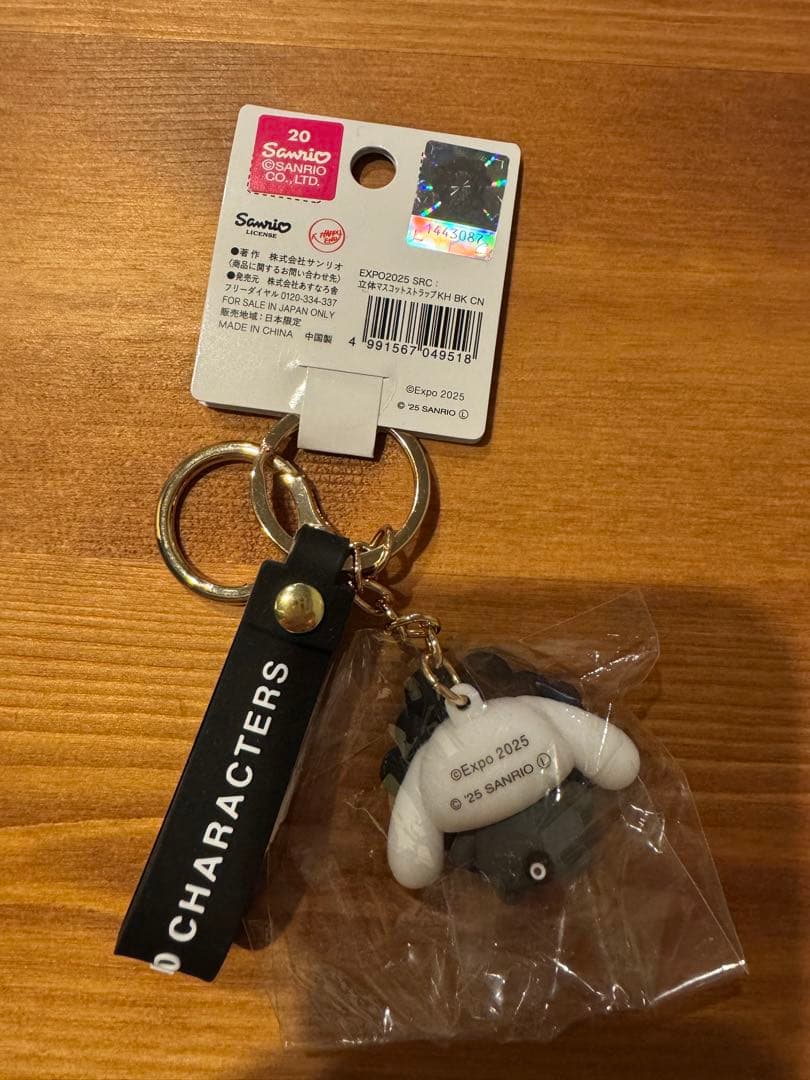 20
Sanrio
©SANRIO
CO., LTD.
Sanrio
LICENSE
●著作 株式会社サンリオ
(商品に関するお問い合わせ先)
●発売元 株式会社あすなろ舎
フリーダイヤル 0120-334-337
FOR SALE IN JAPAN ONLY
販売地域:日本限定
MADE IN CHINA 中国製
L 1443087
EXPO2025 SRC:
立体マスコットストラップKH BK CN
4 991567 049518
©Expo 2025
© '25 SANRIO Ⓛ
CHARACTERS
©Expo 2025
© '25 SANRIO Ⓛ